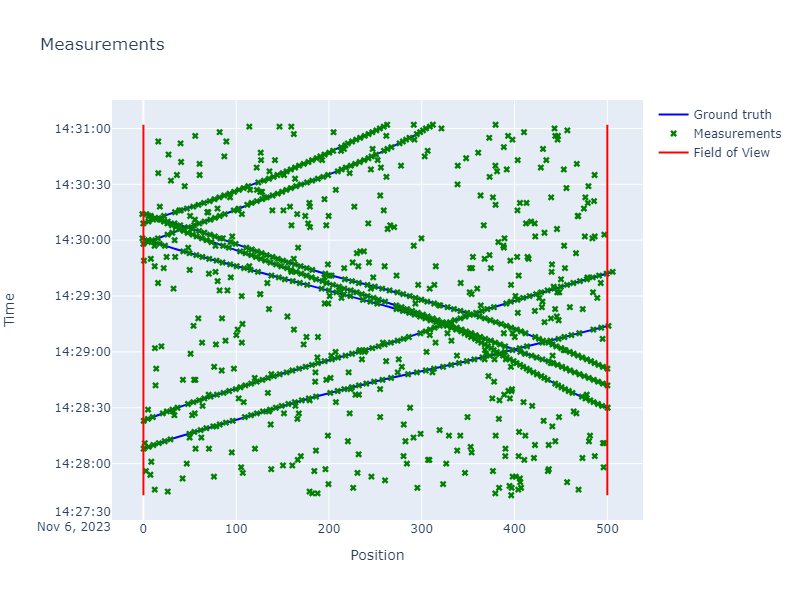 Measurements
Ground truth
Measurements
Field of View
14:31:00
14:30:30
14:30:00
14:29:30
14:29:00
14:28:30
14:28:00
14:27:30
Nov 6, 2023
0 100 200 300 400 500
Position
Time